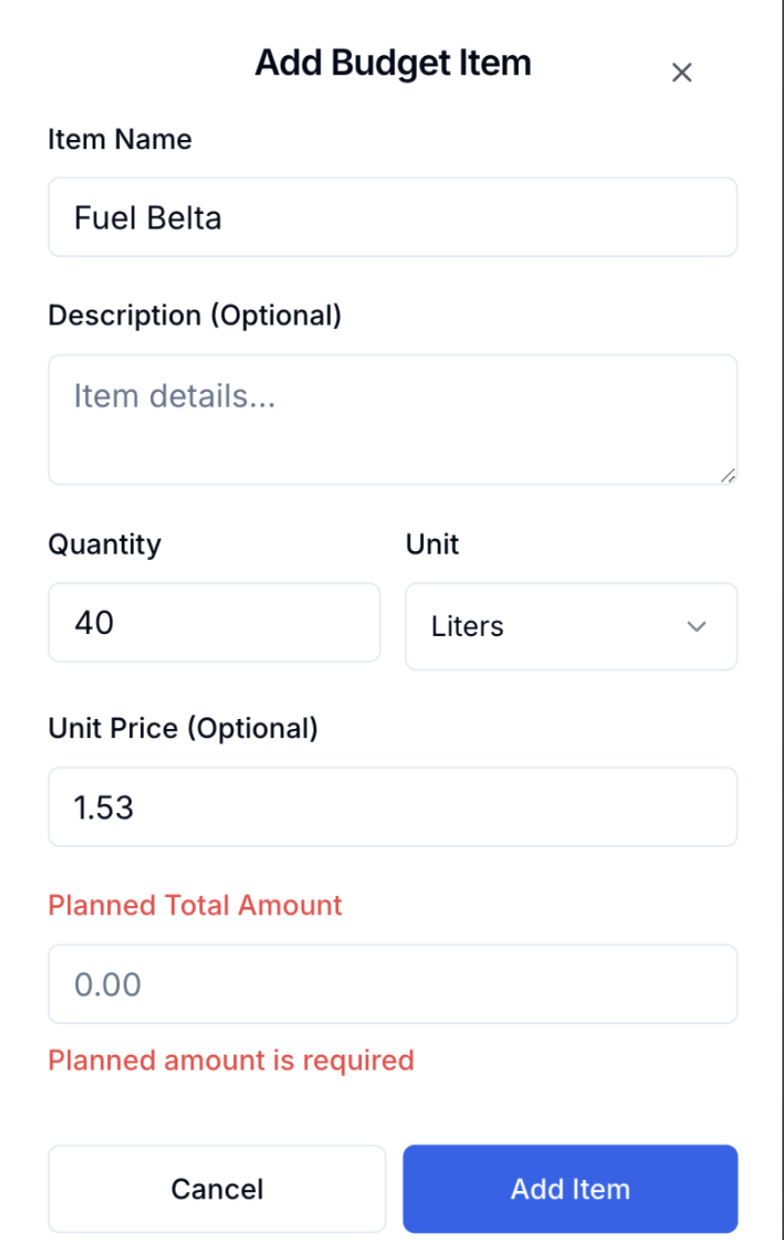 Add Budget Item
Item Name
Fuel Belta
Description (Optional)
Item details...
Quantity
Unit
40
Liters
Unit Price (Optional)
1.53
Planned Total Amount
0.00
Planned amount is required
Cancel
Add Item